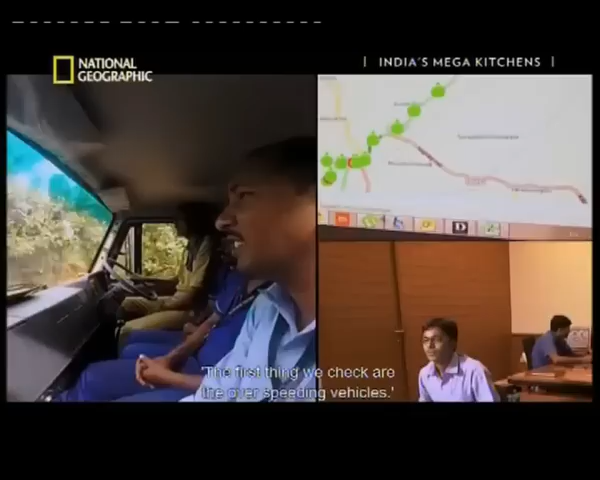 NATIONAL
GEOGRAPHIC
| INDIA'S MEGA KITCHENS |
'The first thing we check are
the over speeding vehicles.'